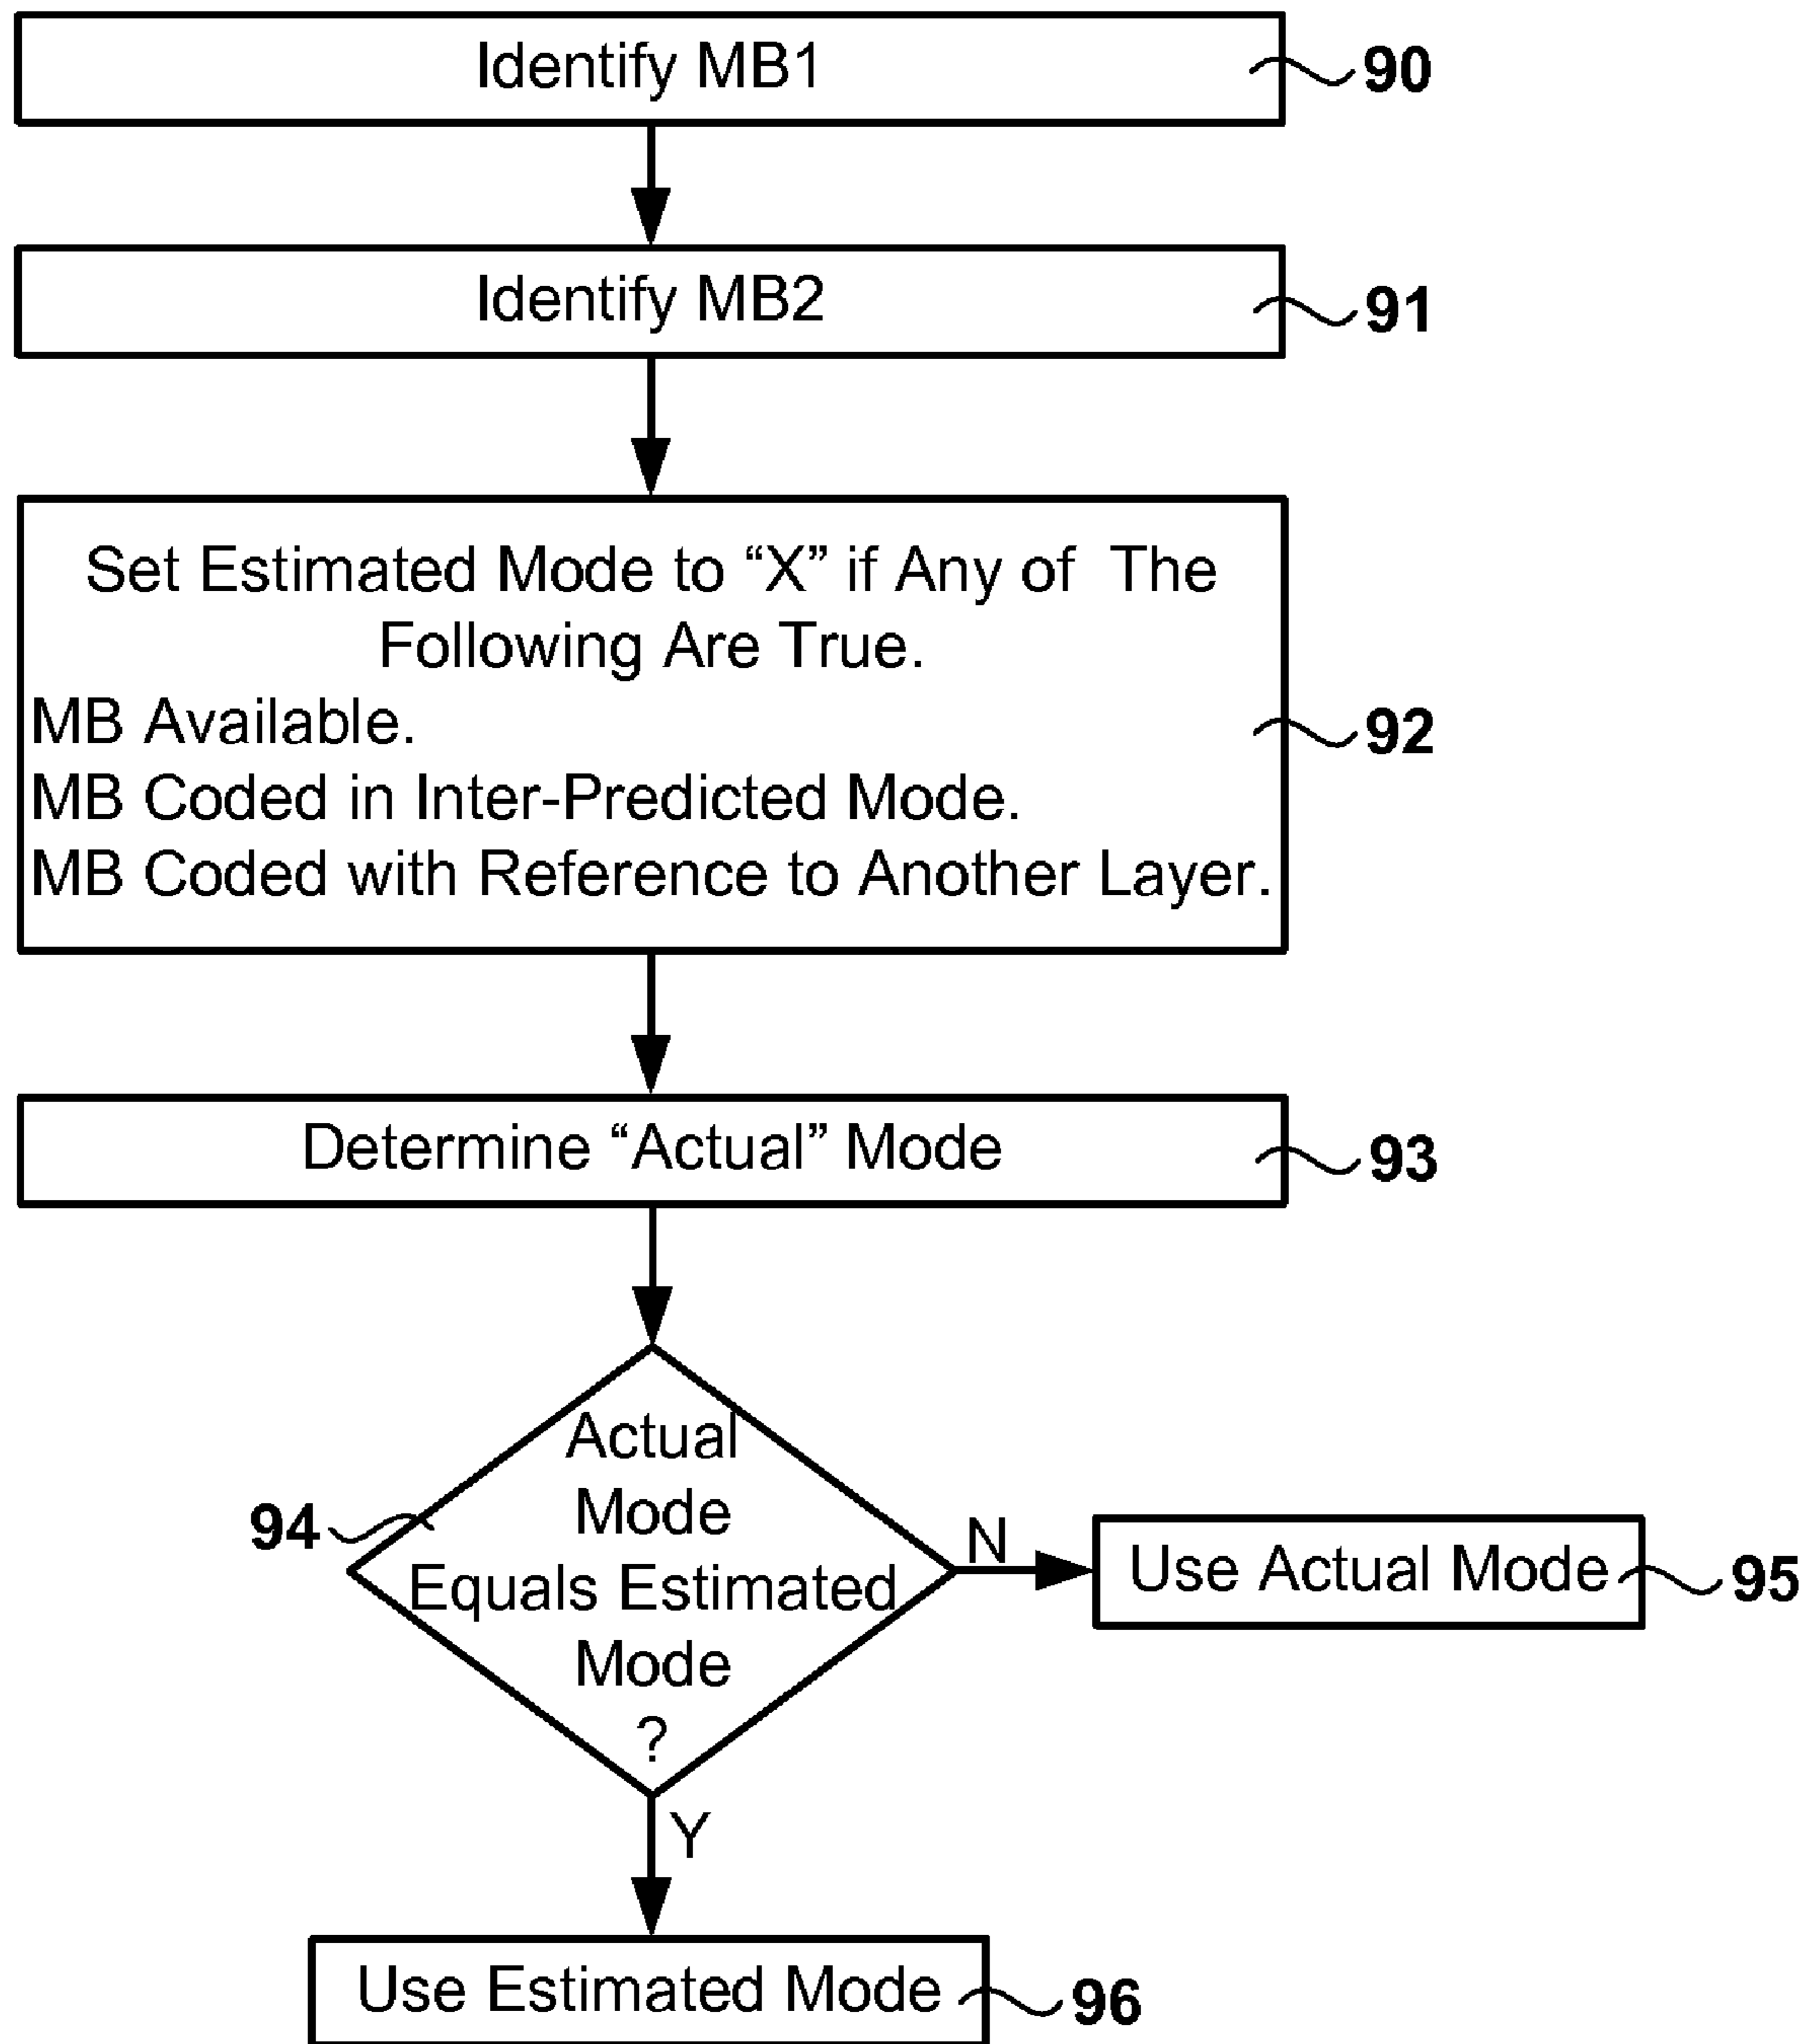 Identify MB1
90
Identify MB2
91
Set Estimated Mode to “X” if Any of The
Following Are True.
MB Available.
MB Coded in Inter-Predicted Mode.
MB Coded with Reference to Another Layer.
92
Determine “Actual” Mode
93
Actual
Mode
Equals Estimated
Mode
?
94
N
Use Actual Mode
95
Y
Use Estimated Mode
96